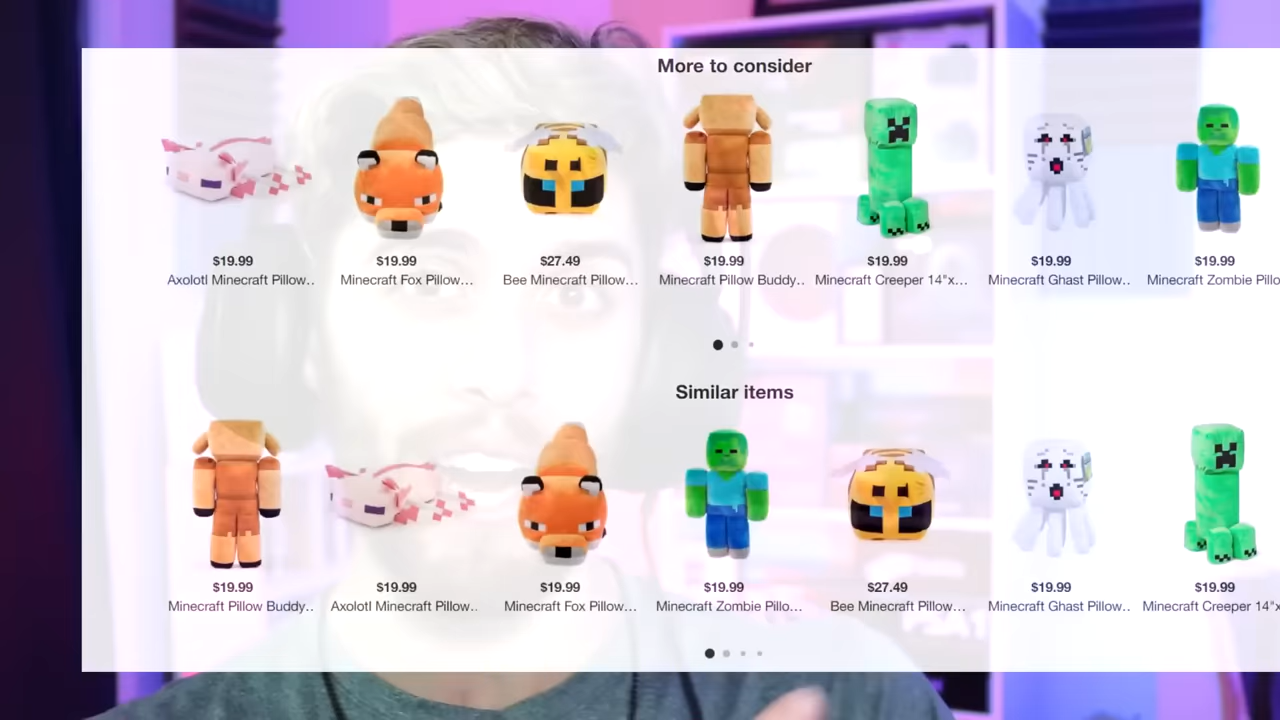 More to consider
$19.99 $19.99 $27.49 $19.99 $19.99 $19.99 $19.99
Axolotl Minecraft Pillow.. Minecraft Fox Pillow... Bee Minecraft Pillow... Minecraft Pillow Buddy.. Minecraft Creeper 14"x... Minecraft Ghast Pillow.. Minecraft Zombie Pillo
Similar items
$19.99 $19.99 $19.99 $19.99 $27.49 $19.99 $19.99
Minecraft Pillow Buddy.. Axolotl Minecraft Pillow.. Minecraft Fox Pillow... Minecraft Zombie Pillo... Bee Minecraft Pillow... Minecraft Ghast Pillow.. Minecraft Creeper 14"x